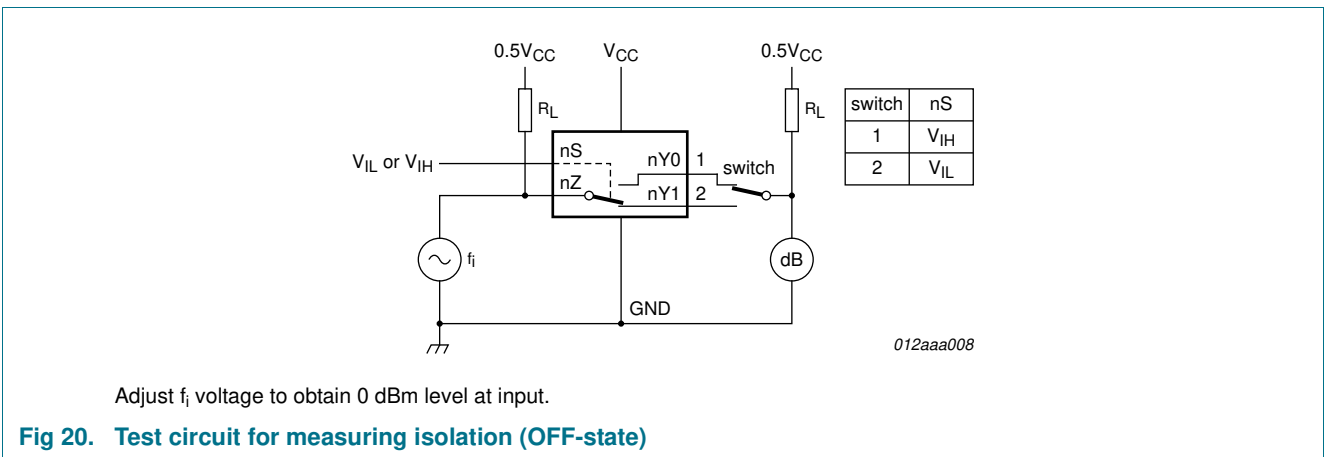 0.5VCC VCC 0.5VCC
RL RL
switch nS
1 VIH
2 VIL
VIL or VIH
nS nY0 1 switch
nZ nY1 2
fi dB
GND
012aaa008
Adjust fi voltage to obtain 0 dBm level at input.
Fig 20. Test circuit for measuring isolation (OFF-state)